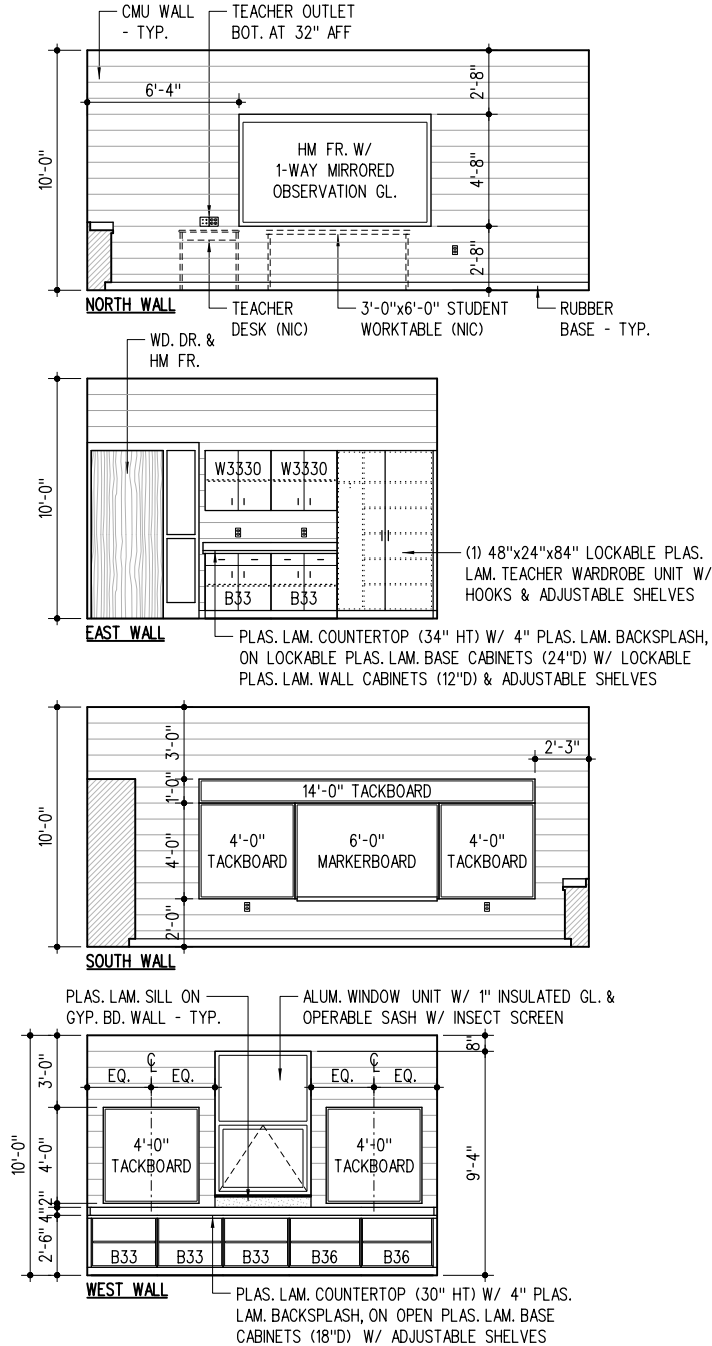 CMU WALL
- TYP.
TEACHER OUTLET
BOT. AT 32" AFF
6'-4"
2'-8"
10'-0"
HM FR. W/
1-WAY MIRRORED
OBSERVATION GL.
4'-8"
2'-8"
NORTH WALL
TEACHER
DESK (NIC)
3'-0"x6'-0" STUDENT
WORKTABLE (NIC)
RUBBER
BASE - TYP.
WD. DR. &
HM FR.
10'-0"
W3330
W3330
B33
B33
(1) 48"x24"x84" LOCKABLE PLAS.
LAM. TEACHER WARDROBE UNIT W/
HOOKS & ADJUSTABLE SHELVES
EAST WALL
PLAS. LAM. COUNTERTOP (34" HT) W/ 4" PLAS. LAM. BACKSPLASH,
ON LOCKABLE PLAS. LAM. BASE CABINETS (24"D) W/ LOCKABLE
PLAS. LAM. WALL CABINETS (12"D) & ADJUSTABLE SHELVES
3'-0"
2'-3"
1'-0"
14'-0" TACKBOARD
10'-0"
4'-0"
4'-0"
TACKBOARD
6'-0"
MARKERBOARD
4'-0"
TACKBOARD
2'-0"
SOUTH WALL
PLAS. LAM. SILL ON
GYP. BD. WALL - TYP.
ALUM. WINDOW UNIT W/ 1" INSULATED GL. &
OPERABLE SASH W/ INSECT SCREEN
8"
3'-0"
CL
EQ.
EQ.
CL
EQ.
EQ.
10'-0"
4'-0"
4'-0"
TACKBOARD
4'-0"
TACKBOARD
9'-4"
2"
4"
2'-6"
B33
B33
B33
B36
B36
WEST WALL
PLAS. LAM. COUNTERTOP (30" HT) W/ 4" PLAS.
LAM. BACKSPLASH, ON OPEN PLAS. LAM. BASE
CABINETS (18"D) W/ ADJUSTABLE SHELVES